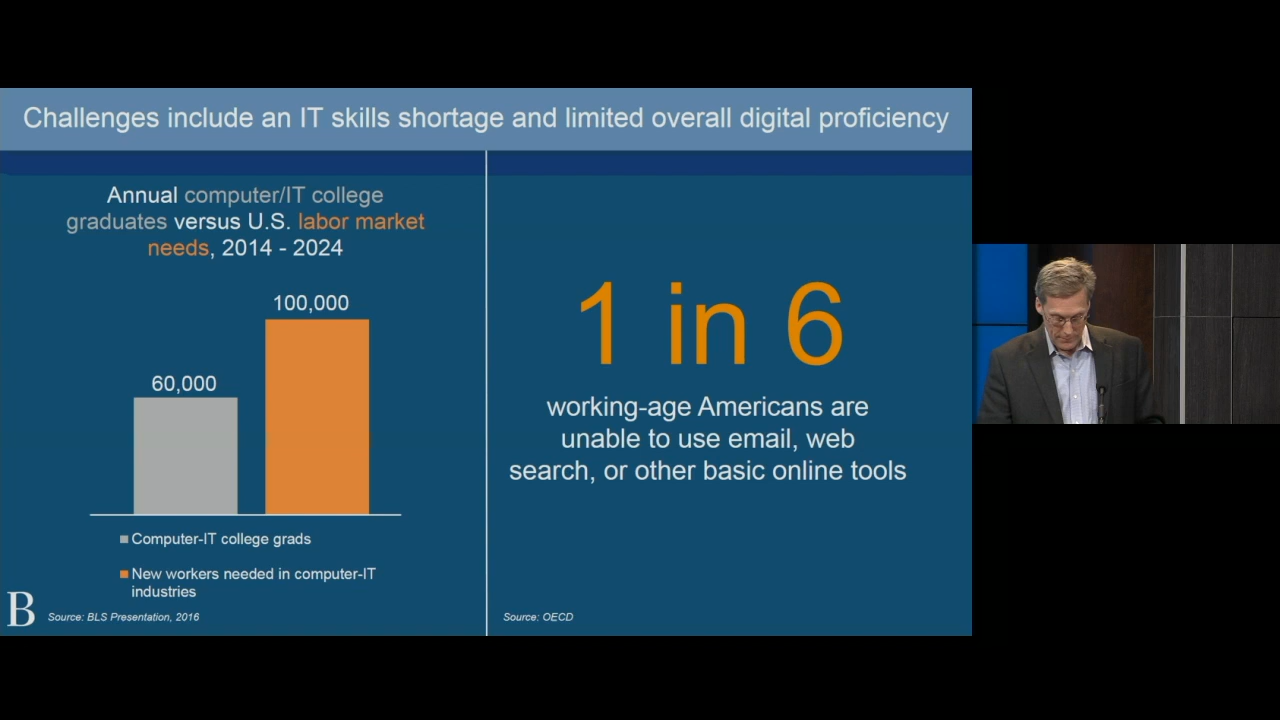 Challenges include an IT skills shortage and limited overall digital proficiency
Annual computer/IT college
graduates versus U.S. labor market
needs, 2014 - 2024
100,000
60,000
Computer-IT college grads
New workers needed in computer-IT
industries
B
Source: BLS Presentation, 2016
1 in 6
working-age Americans are
unable to use email, web
search, or other basic online tools
Source: OECD